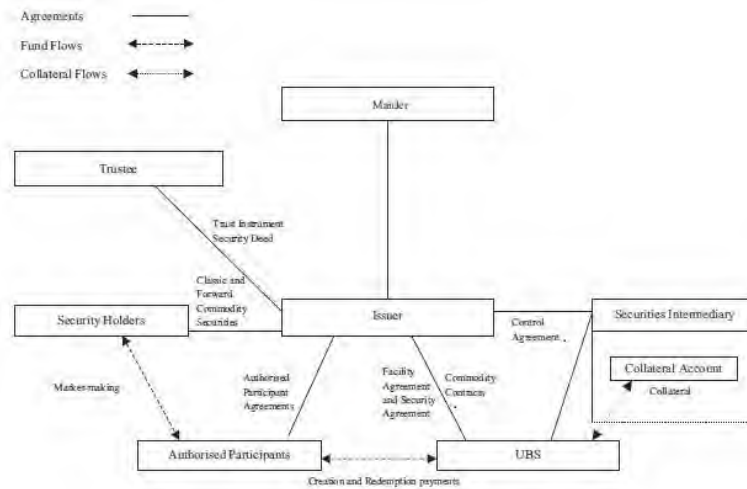 Agreements
Fund Flows
Collateral Flows
Trustee
Trust Instrument
Security Deed
Classic and
Forward
Commodity
Securities
Security Holders
Issuer
Securities Intermediary
Control
Agreement
Collateral Account
Collateral
Market-making
Authorised
Participant
Agreements
Facility
Agreement
and Security
Agreement
Commodity
Contracts
Authorised Participants
UBS
Creation and Redemption payments